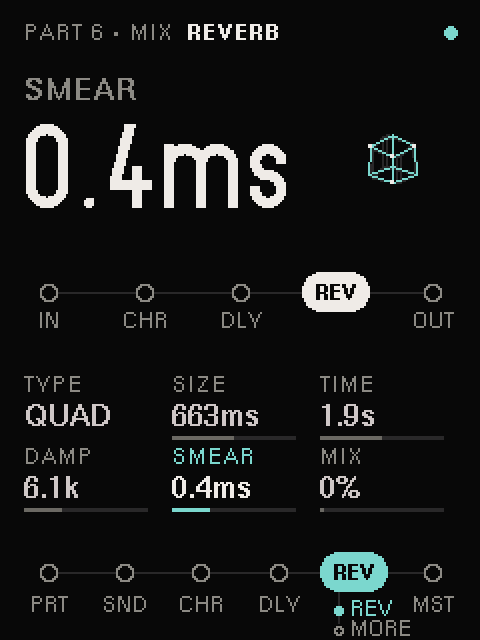 PART 6 · MIX REVERB
SMEAR
0.4ms
REV
IN CHR DLY OUT
TYPE SIZE TIME
QUAD 663ms 1.9s
DAMP SMEAR MIX
6.1k 0.4ms 0%
REV
PRT SND CHR DLY REV MST
MORE